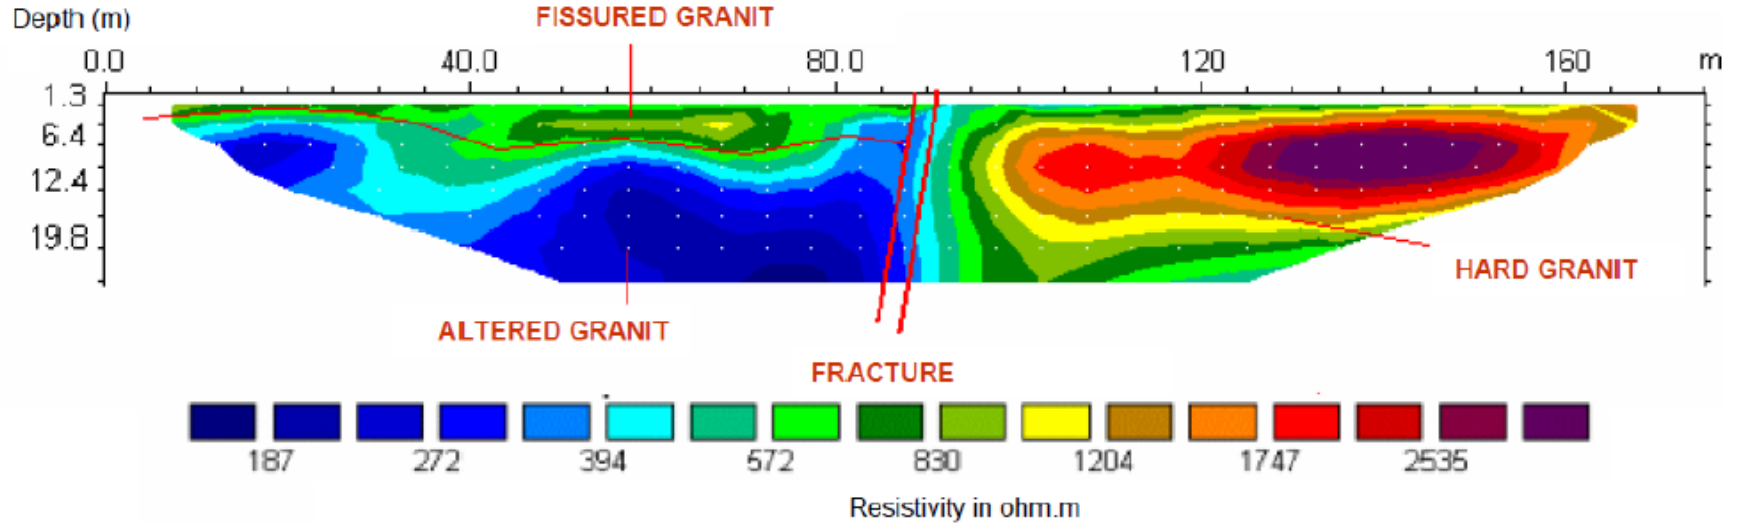 Depth (m)
FISSURED GRANIT
0.0 40.0 80.0 120 160 m
1.3
6.4
12.4
19.8
HARD GRANIT
ALTERED GRANIT
FRACTURE
187 272 394 572 830 1204 1747 2535
Resistivity in ohm.m